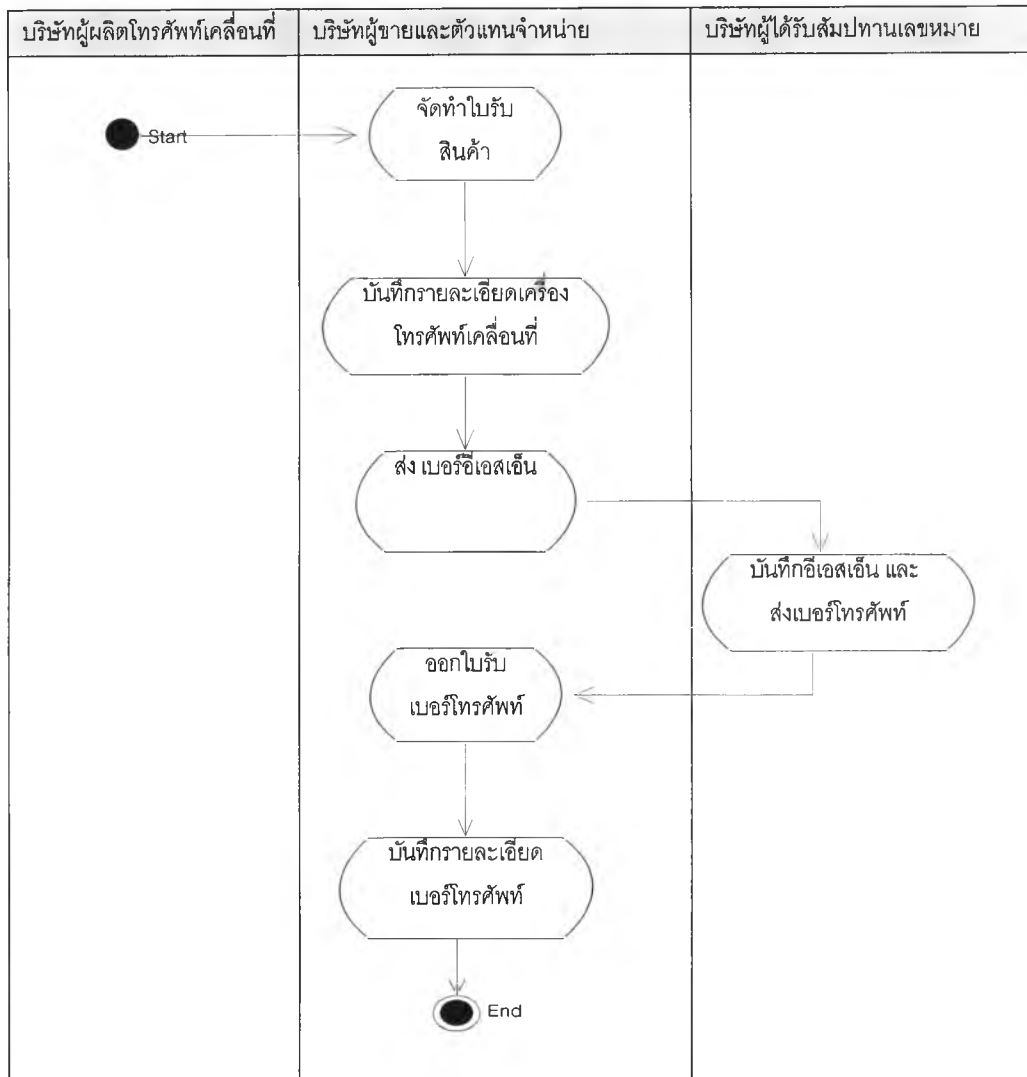 บริษัทผู้ผลิตโทรศัพท์เคลื่อนที่
บริษัทผู้ขายและตัวแทนจำหน่าย
บริษัทผู้ได้รับสัมปทานเลขหมาย
Start
จัดทำใบรับ
สินค้า
บันทึกรายละเอียดเครื่อง
โทรศัพท์เคลื่อนที่
ส่ง เบอร์อีเอสเอ็น
บันทึกอีเอสเอ็น และ
ส่งเบอร์โทรศัพท์
ออกใบรับ
เบอร์โทรศัพท์
บันทึกรายละเอียด
เบอร์โทรศัพท์
End